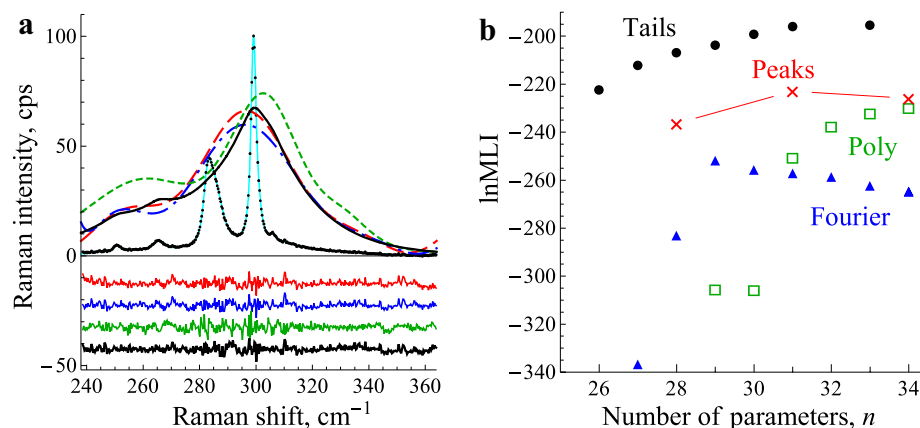 a
100
50
0
−50
Raman intensity, cps
240
260
280
300
320
340
360
Raman shift, cm⁻¹
b
−200
−220
−240
−260
−280
−300
−320
−340
lnMLI
Tails
Peaks
Poly
Fourier
26
28
30
32
34
Number of parameters, n